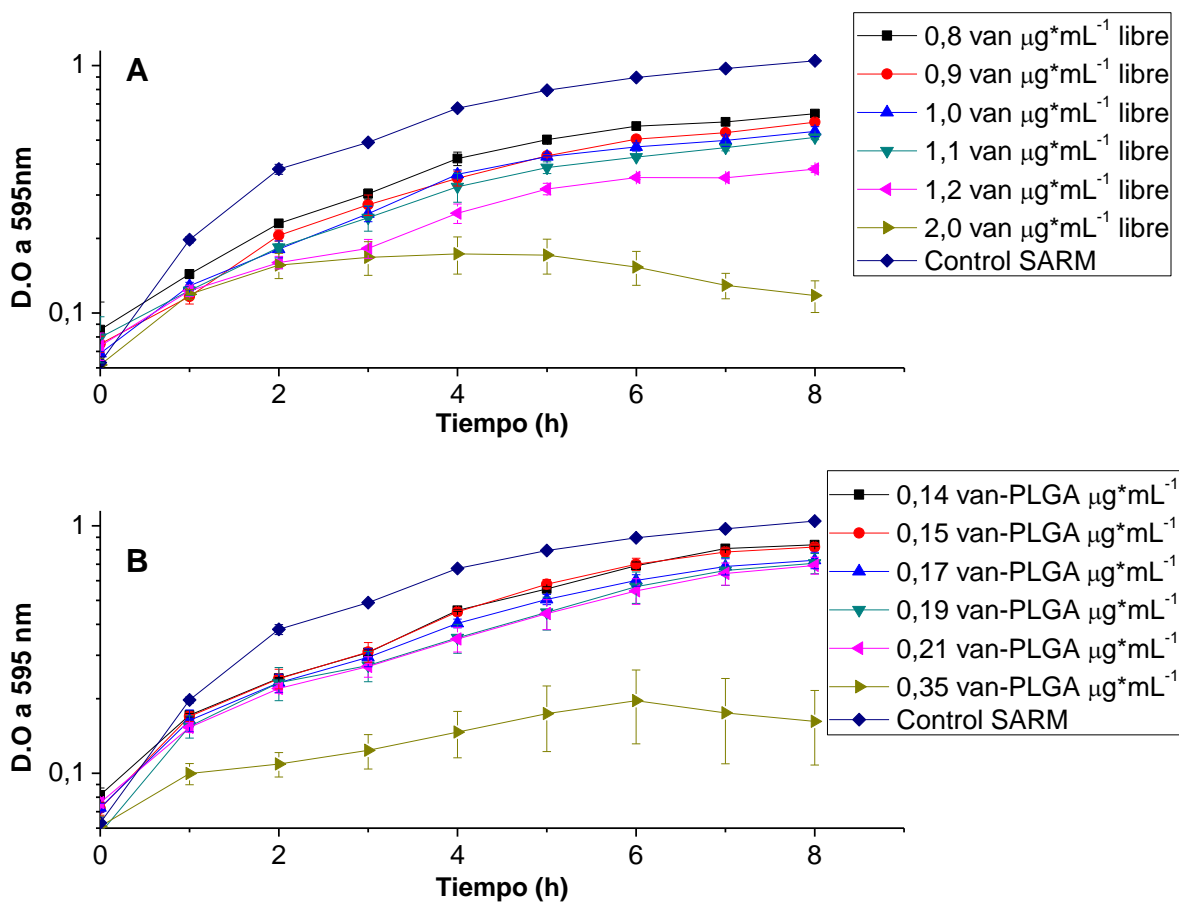 A
1
0,1
D.O a 595nm
0
2
4
6
8
Tiempo (h)
0,8 van μg*mL⁻¹ libre
0,9 van μg*mL⁻¹ libre
1,0 van μg*mL⁻¹ libre
1,1 van μg*mL⁻¹ libre
1,2 van μg*mL⁻¹ libre
2,0 van μg*mL⁻¹ libre
Control SARM
B
1
0,1
D.O a 595 nm
0
2
4
6
8
Tiempo (h)
0,14 van-PLGA μg*mL⁻¹
0,15 van-PLGA μg*mL⁻¹
0,17 van-PLGA μg*mL⁻¹
0,19 van-PLGA μg*mL⁻¹
0,21 van-PLGA μg*mL⁻¹
0,35 van-PLGA μg*mL⁻¹
Control SARM